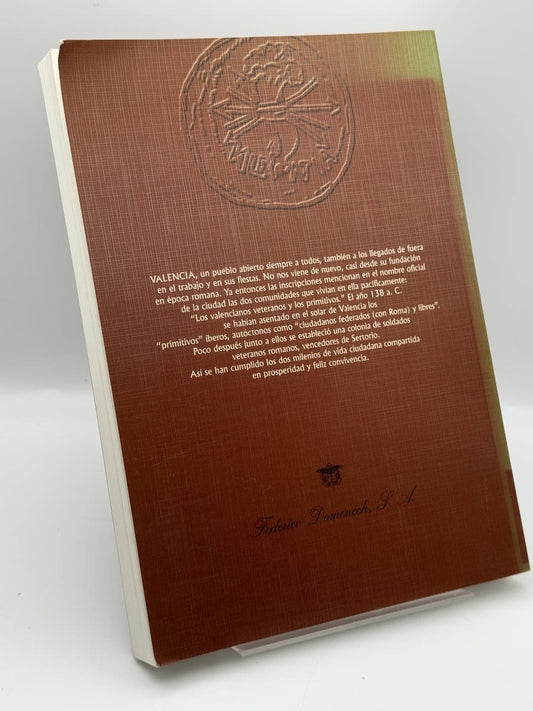 VALENTIA
VALENCIA, un pueblo abierto siempre a todos, también a los llegados de fuera
en el trabajo y en sus fiestas. No nos viene de nuevo, casi desde su fundación
en época romana. Ya entonces las inscripciones mencionan en el nombre oficial
de la ciudad las dos comunidades que vivían en ella pacíficamente:
"Los valencianos veteranos y los primitivos." El año 138 a. C.
se habían asentado en el solar de Valencia los
"primitivos" íberos, autóctonos como "ciudadanos federados (con Roma) y libres".
Poco después junto a ellos se estableció una colonia de soldados
veteranos romanos, vencedores de Sertorio.
Así se han cumplido los dos milenios de vida ciudadana compartida
en prosperidad y feliz convivencia.
Federico Domenech, S. A.